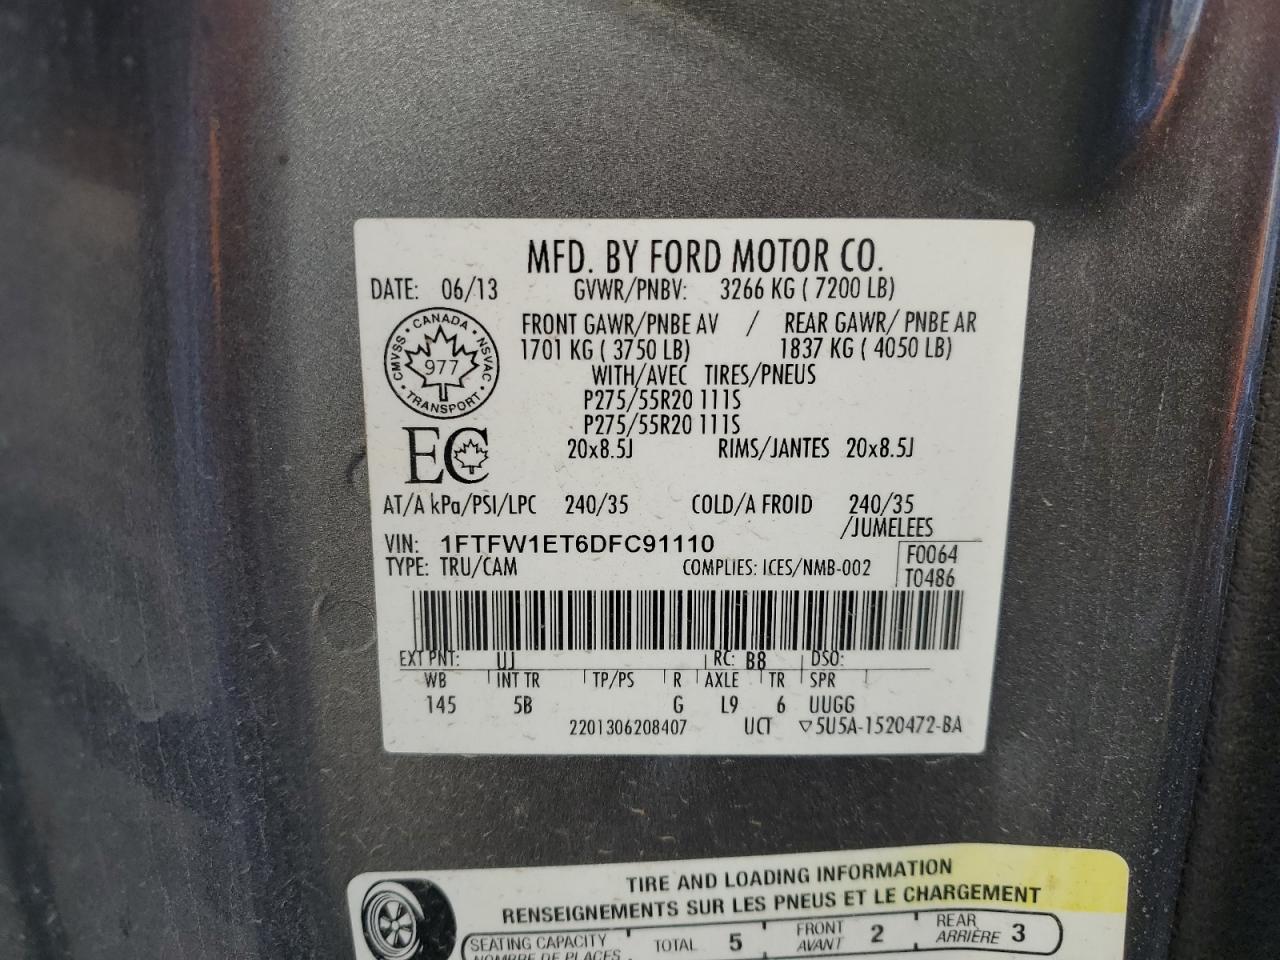 MFD. BY FORD MOTOR CO.
DATE: 06/13 GVWR/PNBV: 3266 KG ( 7200 LB)
FRONT GAWR/PNBE AV / REAR GAWR/ PNBE AR
1701 KG ( 3750 LB) 1837 KG ( 4050 LB)
CANADA · NSVAC · TRANSPORT · CMVSS
977
WITH/AVEC TIRES/PNEUS
P275/55R20 111S
P275/55R20 111S
EC
20x8.5J RIMS/JANTES 20x8.5J
AT/A kPa/PSI/LPC 240/35 COLD/A FROID 240/35
/JUMELEES
VIN: 1FTFW1ET6DFC91110
F0064
TYPE: TRU/CAM COMPLIES: ICES/NMB-002
T0486
EXT PNT: UJ RC: B8 DSO:
WB INT TR TP/PS R AXLE TR SPR
145 5B G L9 6 UUGG
2201306208407 UCT ▽5U5A-1520472-BA
TIRE AND LOADING INFORMATION
RENSEIGNEMENTS SUR LES PNEUS ET LE CHARGEMENT
SEATING CAPACITY TOTAL 5 FRONT 2 REAR 3
NOMBRE DE PLACES AVANT ARRIÈRE